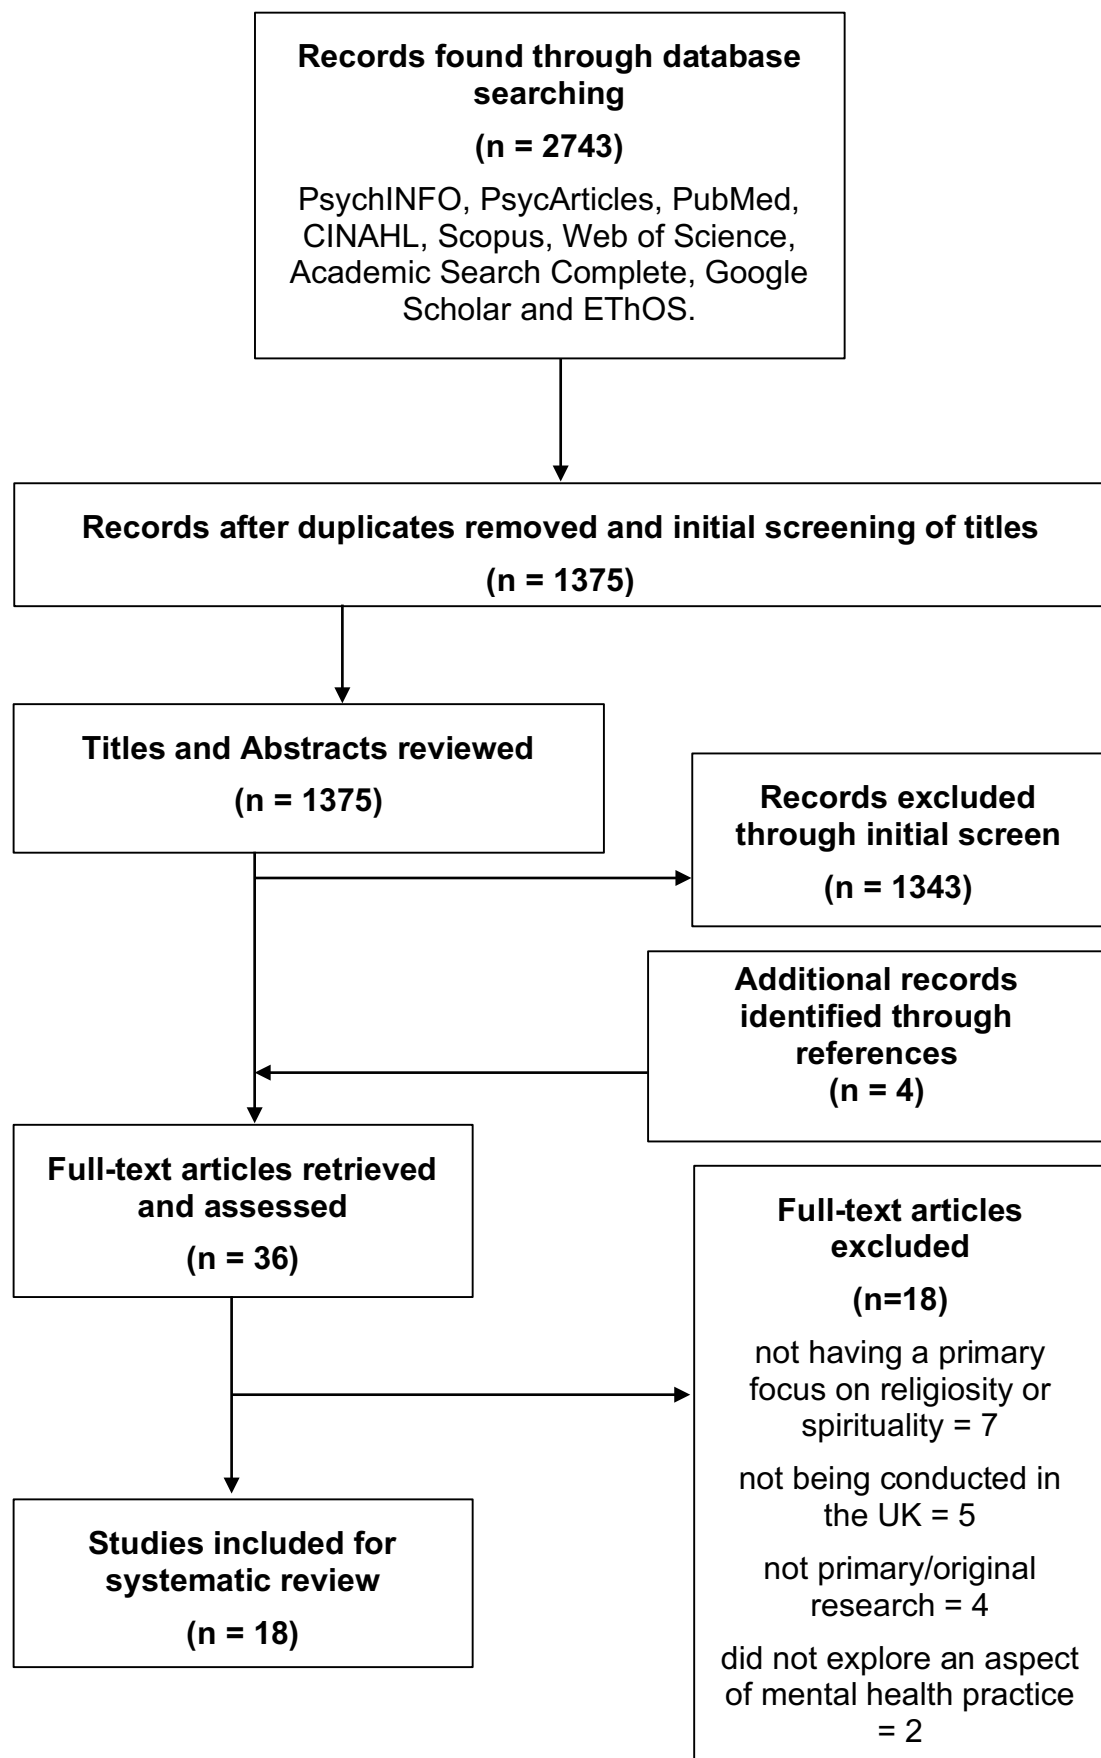 Records found through database
searching
(n = 2743)
PsychINFO, PsycArticles, PubMed,
CINAHL, Scopus, Web of Science,
Academic Search Complete, Google
Scholar and EThOS.
Records after duplicates removed and initial screening of titles
(n = 1375)
Titles and Abstracts reviewed
(n = 1375)
Records excluded
through initial screen
(n = 1343)
Additional records
identified through
references
(n = 4)
Full-text articles retrieved
and assessed
(n = 36)
Full-text articles
excluded
(n=18)
not having a primary
focus on religiosity or
spirituality = 7
not being conducted in
the UK = 5
not primary/original
research = 4
did not explore an aspect
of mental health practice
= 2
Studies included for
systematic review
(n = 18)